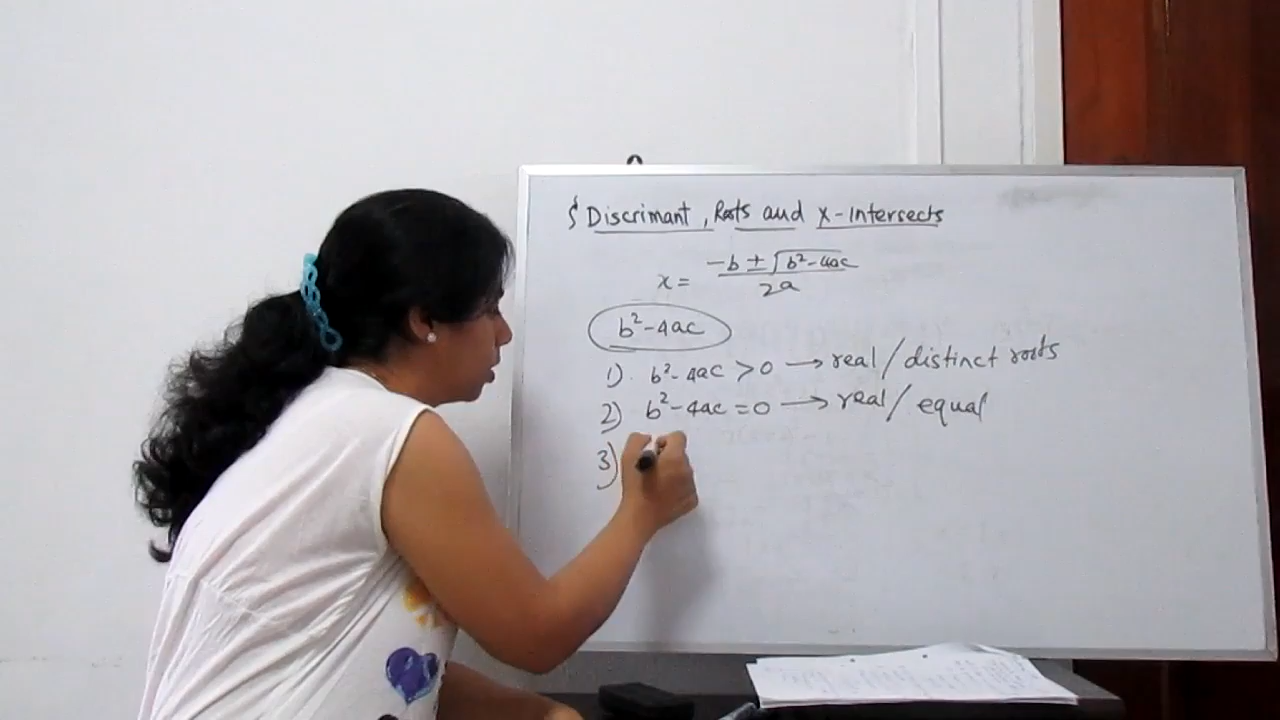 § Discrimant, Roots and X-Intersects
x = -b ± √b²-4ac / 2a
b²-4ac
1). b²-4ac > 0 → real/distinct roots
2) b²-4ac = 0 → real/equal
3)